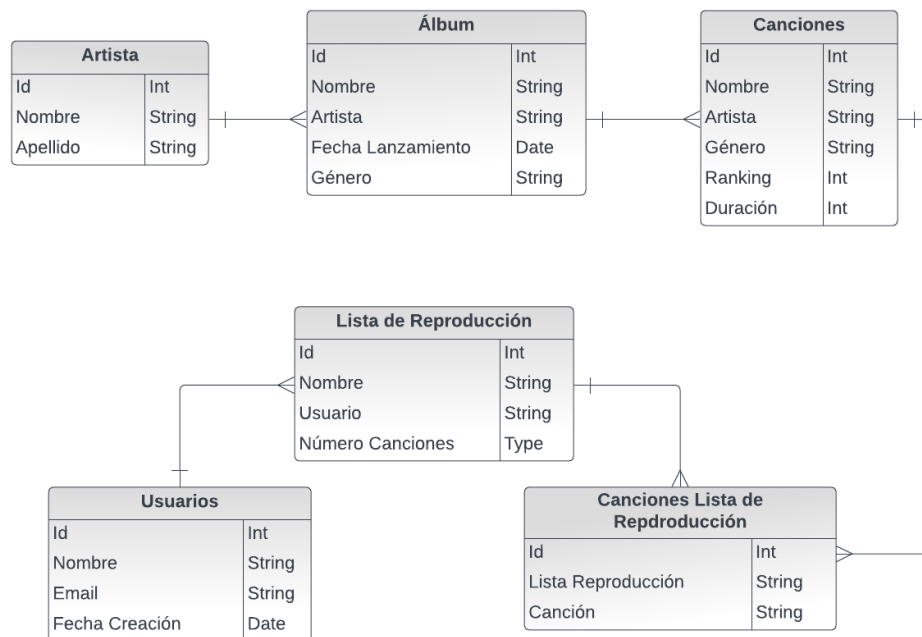 Artista
Id Int
Nombre String
Apellido String
Álbum
Id Int
Nombre String
Artista String
Fecha Lanzamiento Date
Género String
Canciones
Id Int
Nombre String
Artista String
Género String
Ranking Int
Duración Int
Lista de Reproducción
Id Int
Nombre String
Usuario String
Número Canciones Type
Usuarios
Id Int
Nombre String
Email String
Fecha Creación Date
Canciones Lista de
Repdroducción
Id Int
Lista Reproducción String
Canción String